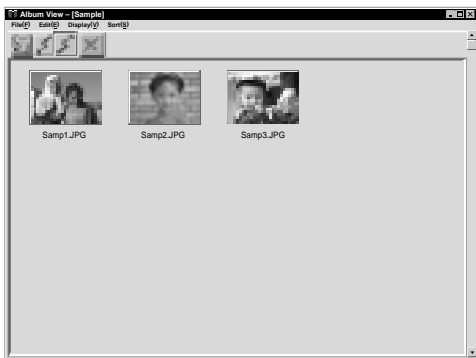 Album View – [Sample]
File(F) Edit(E) Display(V) Sort(S)
Samp1.JPG Samp2.JPG Samp3.JPG